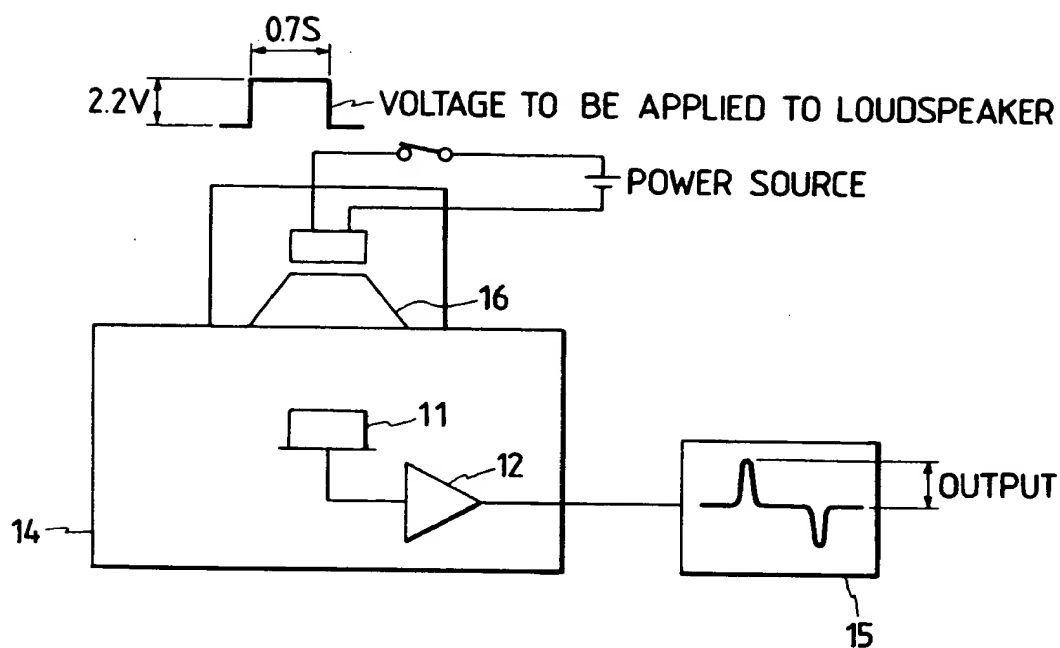 0.7S
2.2V
VOLTAGE TO BE APPLIED TO LOUDSPEAKER
POWER SOURCE
16
11
12
OUTPUT
14
15